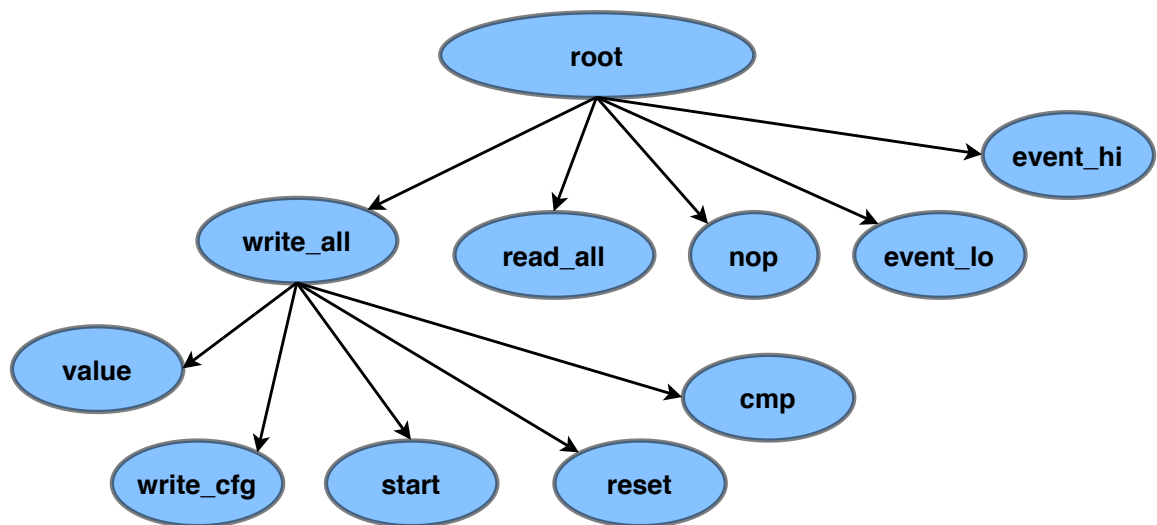 root
event_hi
write_all
read_all
nop
event_lo
value
cmp
write_cfg
start
reset